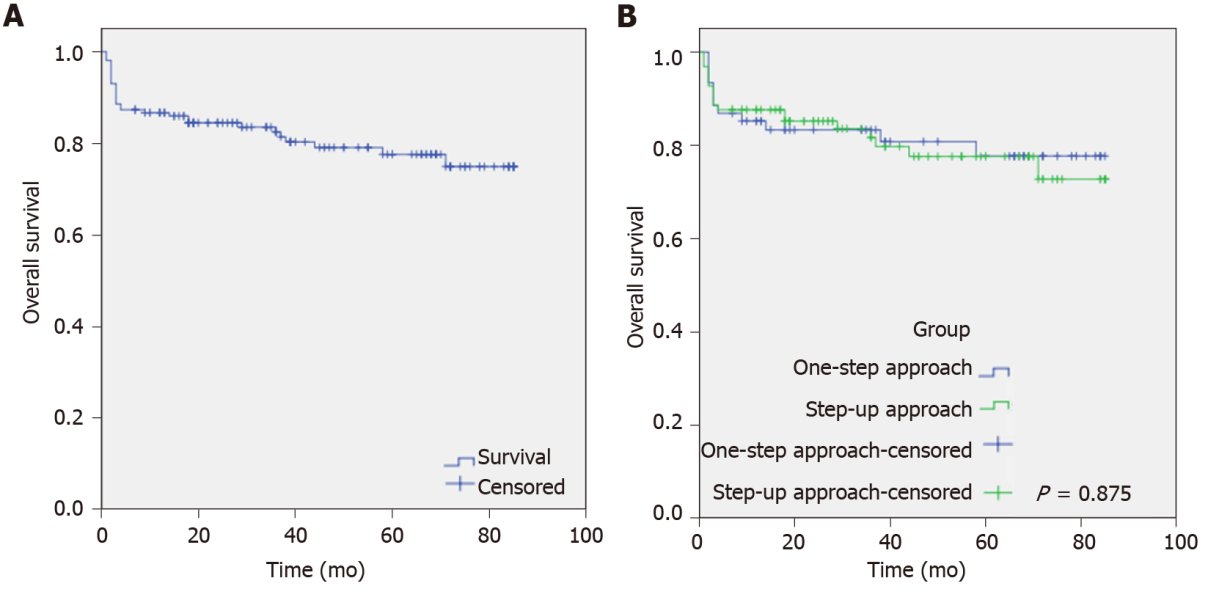 A
1.0
0.8
0.6
0.4
0.2
0.0
Overall survival
Survival
Censored
0 20 40 60 80 100
Time (mo)
B
1.0
0.8
0.6
0.4
0.2
0.0
Overall survival
Group
One-step approach
Step-up approach
One-step approach-censored
Step-up approach-censored
P = 0.875
0 20 40 60 80 100
Time (mo)